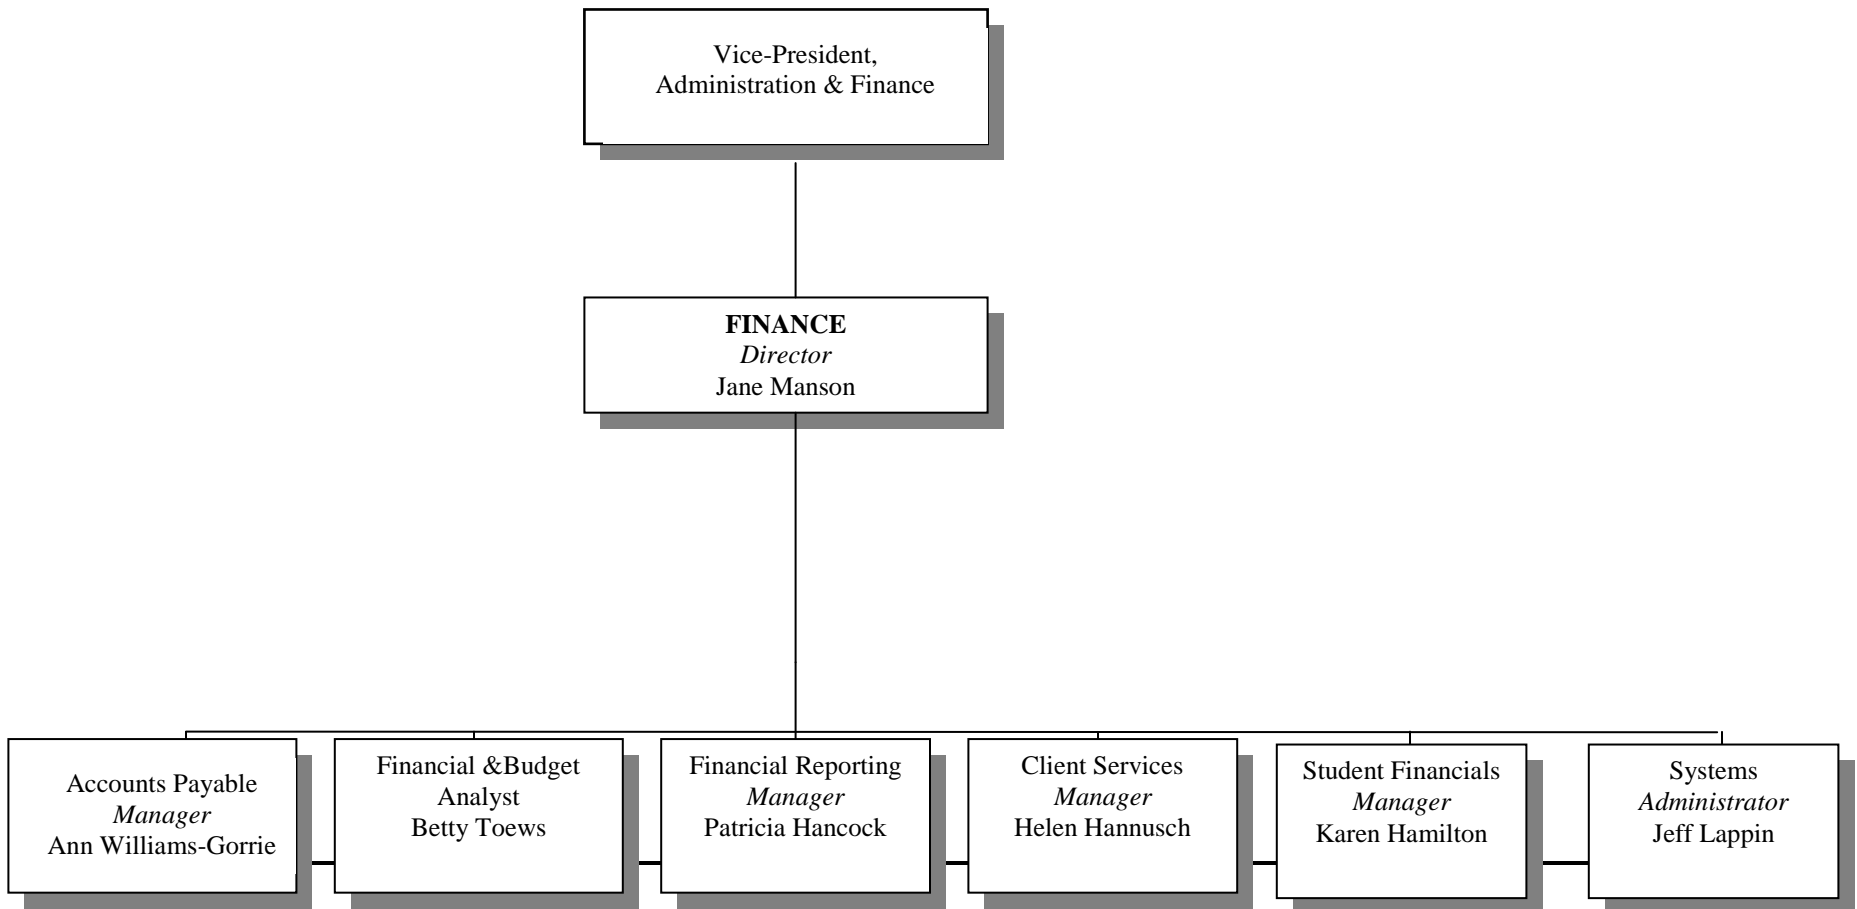 Vice-President,
Administration & Finance
FINANCE
Director
Jane Manson
Accounts Payable
Manager
Ann Williams-Gorrie
Financial &Budget
Analyst
Betty Toews
Financial Reporting
Manager
Patricia Hancock
Client Services
Manager
Helen Hannusch
Student Financials
Manager
Karen Hamilton
Systems
Administrator
Jeff Lappin